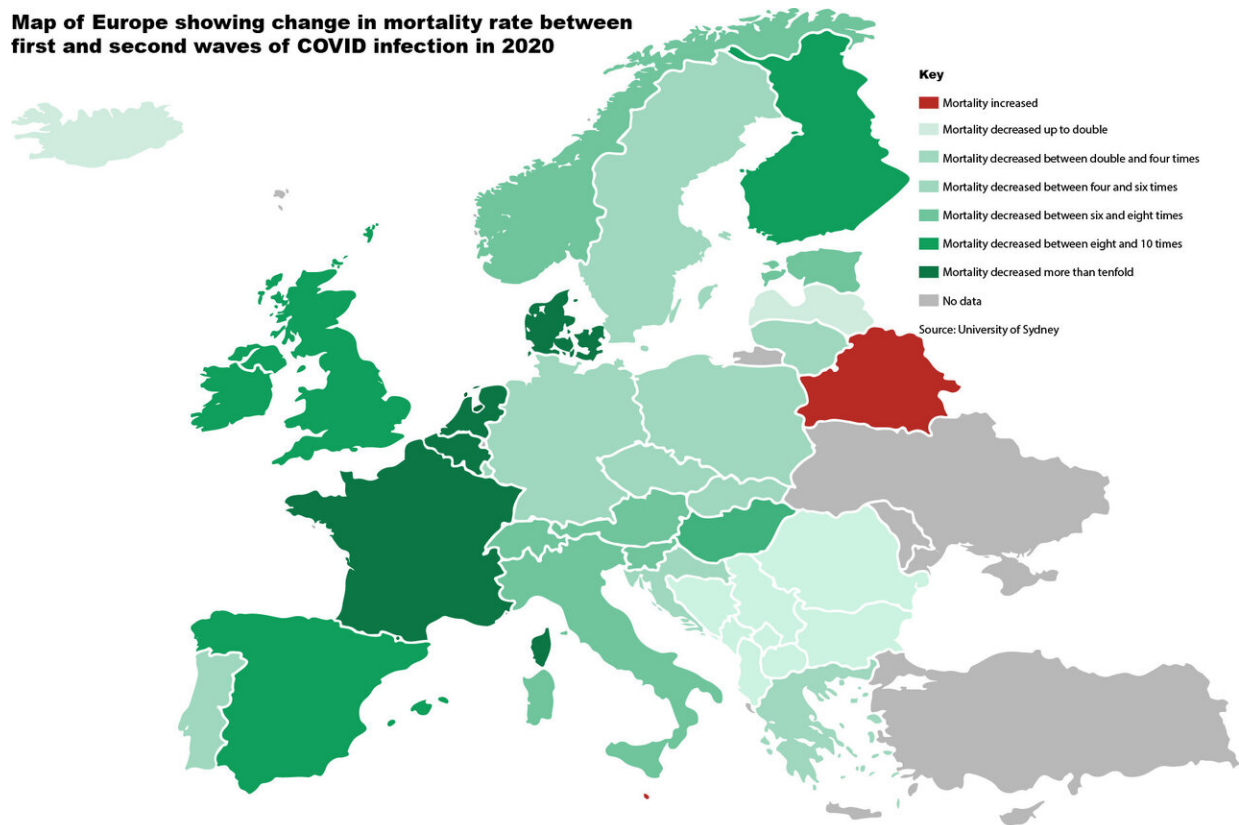 Map of Europe showing change in mortality rate between
first and second waves of COVID infection in 2020
Key
Mortality increased
Mortality decreased up to double
Mortality decreased between double and four times
Mortality decreased between four and six times
Mortality decreased between six and eight times
Mortality decreased between eight and 10 times
Mortality decreased more than tenfold
No data
Source: University of Sydney